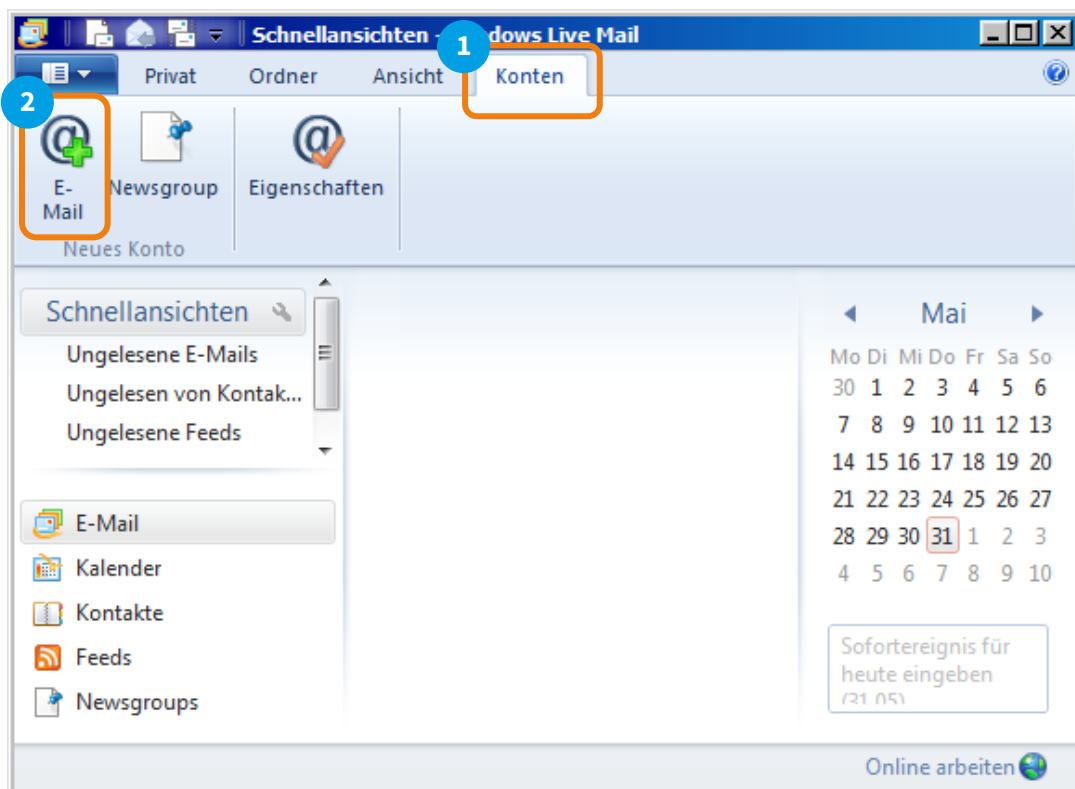 Schnellansichten - dows Live Mail
1
Privat Ordner Ansicht Konten
2
E-Mail Newsgroup Eigenschaften
Neues Konto
Schnellansichten
Ungelesene E-Mails
Ungelesen von Kontak...
Ungelesene Feeds
E-Mail
Kalender
Kontakte
Feeds
Newsgroups
Mai
Mo Di Mi Do Fr Sa So
30 1 2 3 4 5 6
7 8 9 10 11 12 13
14 15 16 17 18 19 20
21 22 23 24 25 26 27
28 29 30 31 1 2 3
4 5 6 7 8 9 10
Sofortereignis für
heute eingeben
(31.05)
Online arbeiten